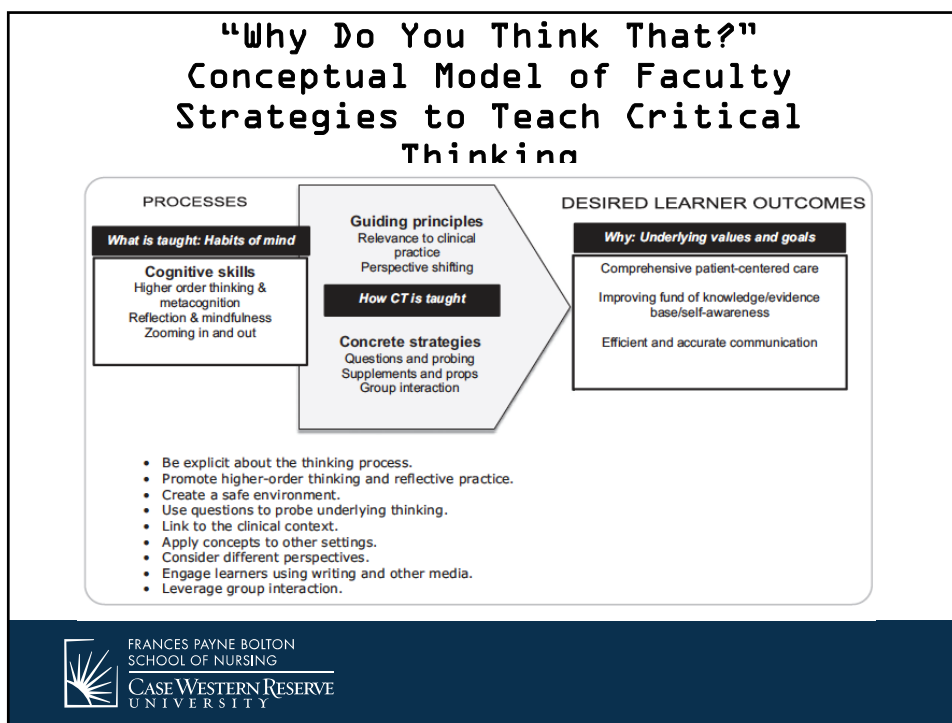 “Why Do You Think That?”
Conceptual Model of Faculty
Strategies to Teach Critical
Thinking
PROCESSES
What is taught: Habits of mind
Cognitive skills
Higher order thinking &
metacognition
Reflection & mindfulness
Zooming in and out
Guiding principles
Relevance to clinical
practice
Perspective shifting
How CT is taught
Concrete strategies
Questions and probing
Supplements and props
Group interaction
DESIRED LEARNER OUTCOMES
Why: Underlying values and goals
Comprehensive patient-centered care
Improving fund of knowledge/evidence
base/self-awareness
Efficient and accurate communication
• Be explicit about the thinking process.
• Promote higher-order thinking and reflective practice.
• Create a safe environment.
• Use questions to probe underlying thinking.
• Link to the clinical context.
• Apply concepts to other settings.
• Consider different perspectives.
• Engage learners using writing and other media.
• Leverage group interaction.
FRANCES PAYNE BOLTON
SCHOOL OF NURSING
CASE WESTERN RESERVE
UNIVERSITY